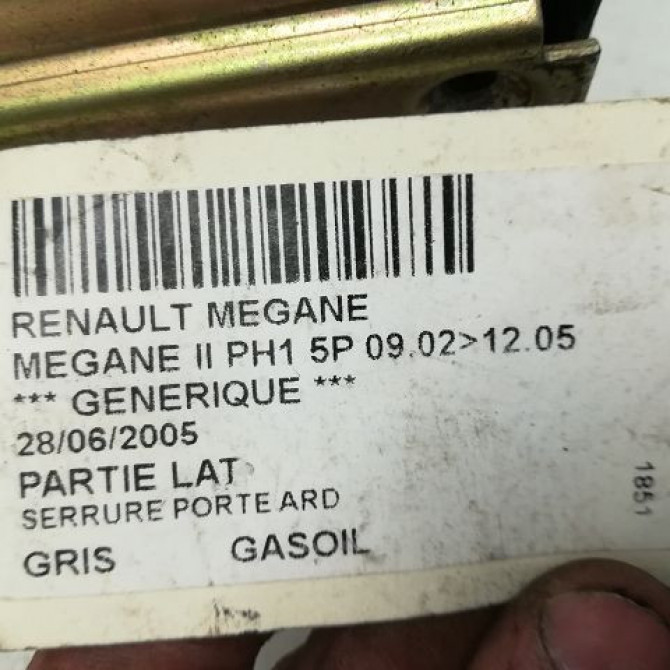 RENAULT MEGANE
MEGANE II PH1 5P 09.02>12.05
*** GENERIQUE ***
28/06/2005
PARTIE LAT
SERRURE PORTE ARD
GRIS GASOIL
1851